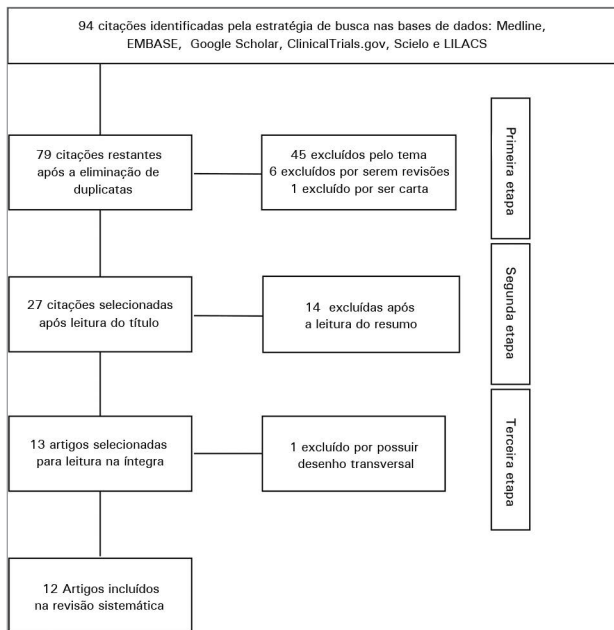 94 citações identificadas pela estratégia de busca nas bases de dados: Medline,
EMBASE, Google Scholar, ClinicalTrials.gov, Scielo e LILACS
79 citações restantes
após a eliminação de
duplicatas
45 excluídos pelo tema
6 excluídos por serem revisões
1 excluído por ser carta
Primeira etapa
27 citações selecionadas
após leitura do título
14 excluídas após
a leitura do resumo
Segunda etapa
13 artigos selecionadas
para leitura na íntegra
1 excluído por possuir
desenho transversal
Terceira etapa
12 Artigos incluídos
na revisão sistemática